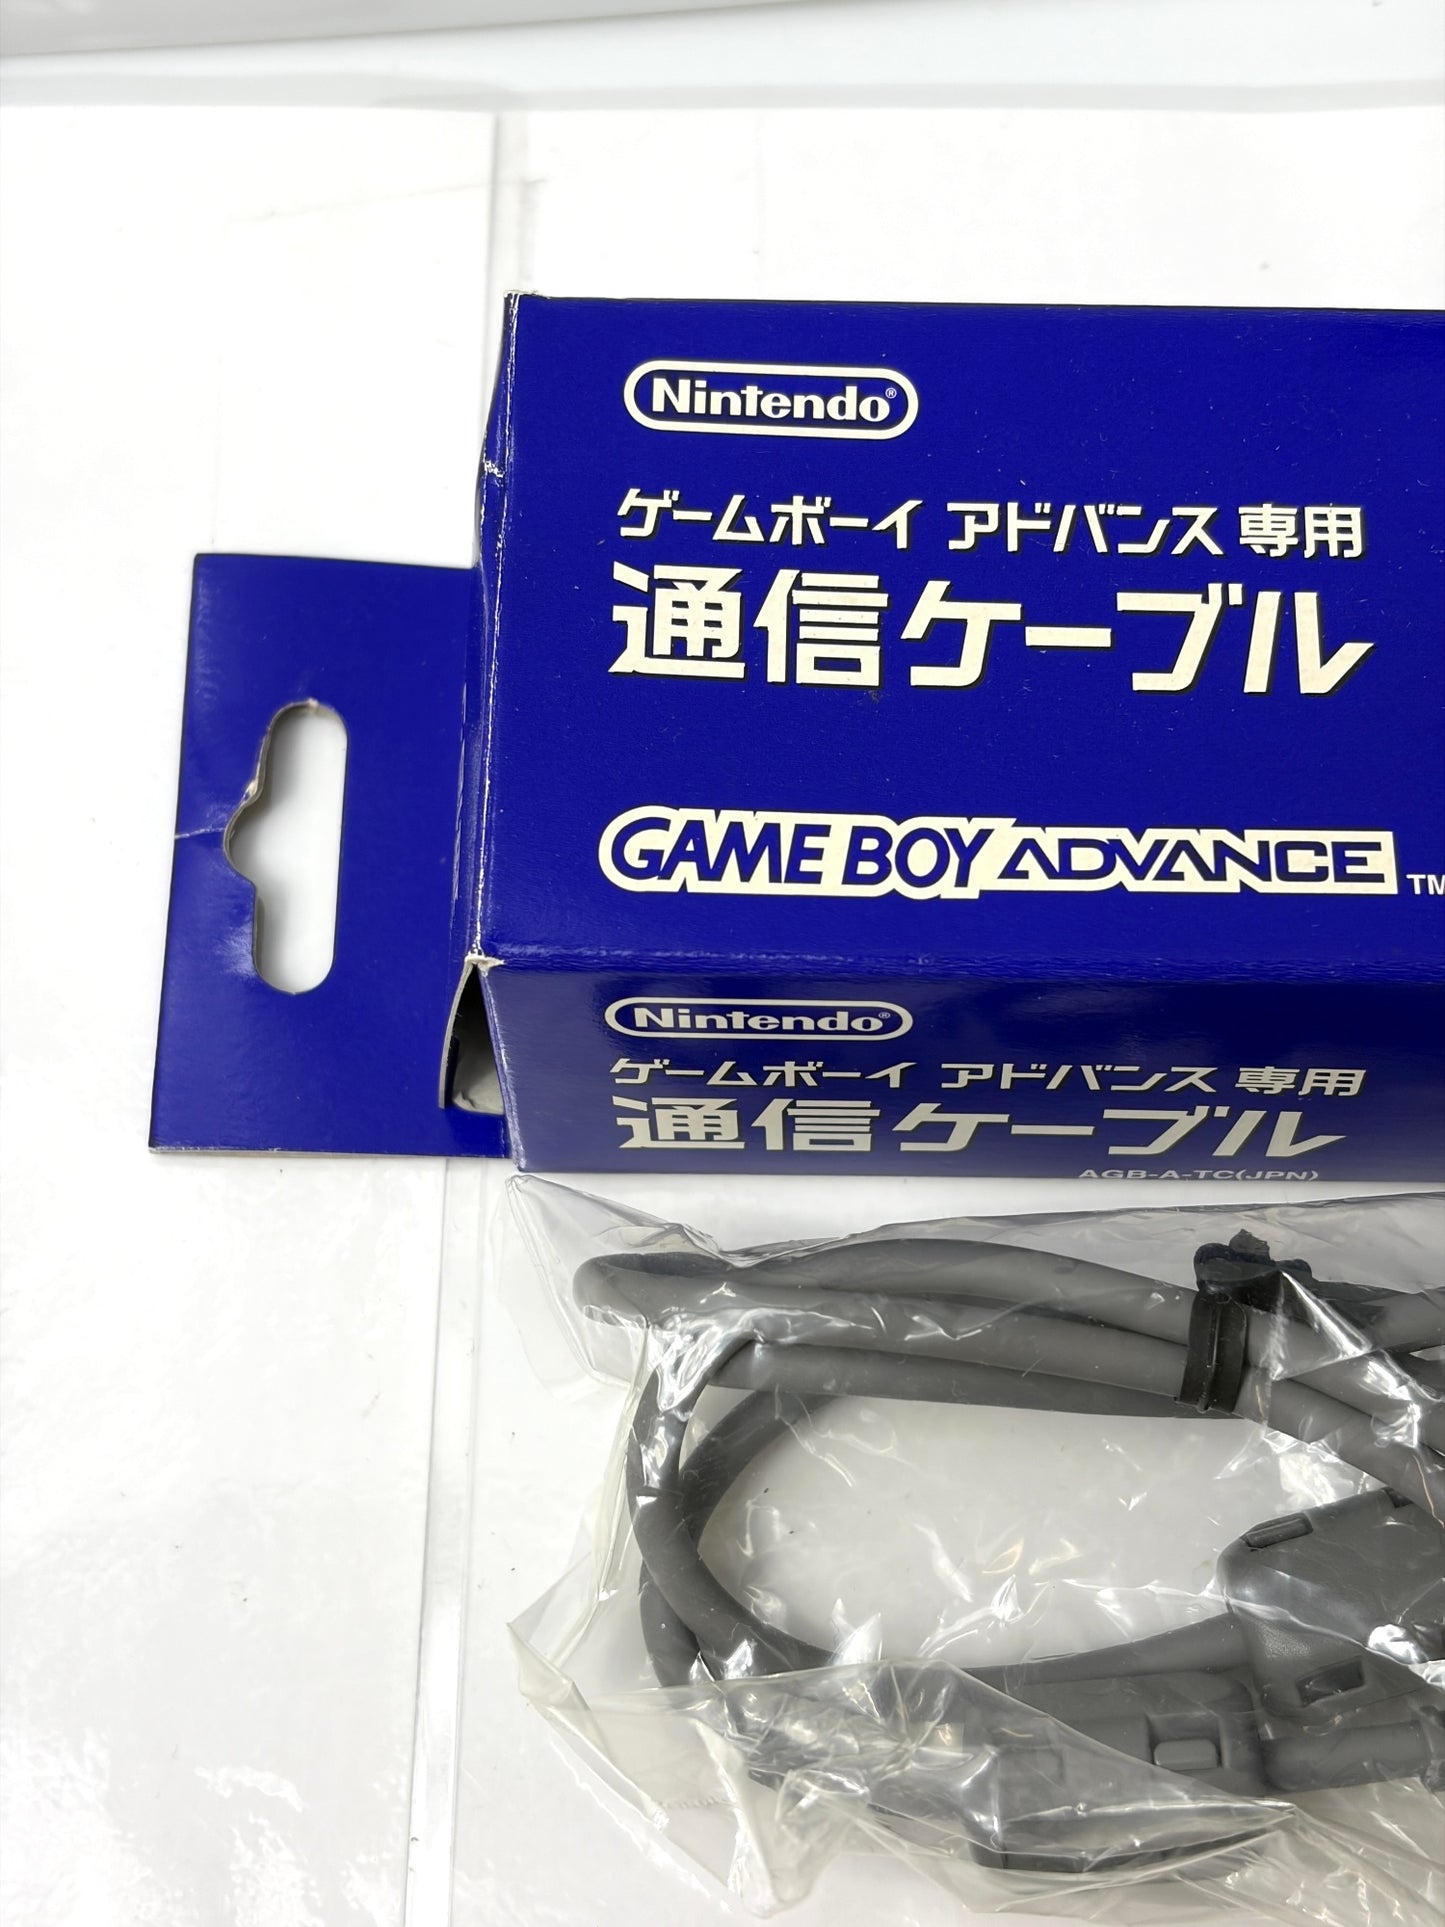 Nintendo®
ゲームボーイ アドバンス 専用
通信ケーブル
GAME BOY ADVANCE TM
Nintendo®
ゲームボーイ アドバンス 専用
通信ケーブル
AGB-A-TC(JPN)